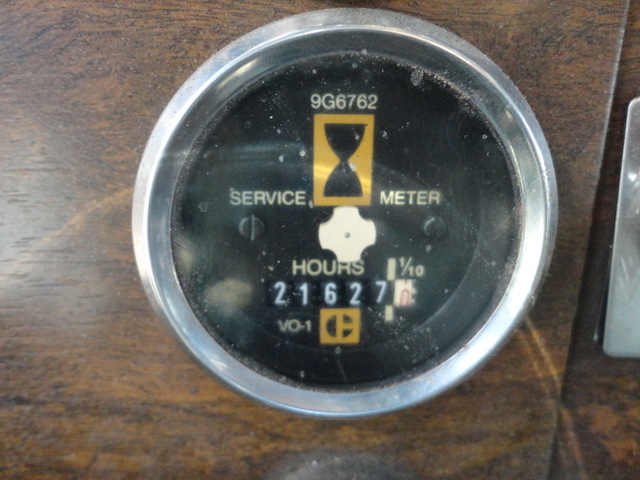 9G6762
SERVICE METER
HOURS 1/10
21627
VO-1